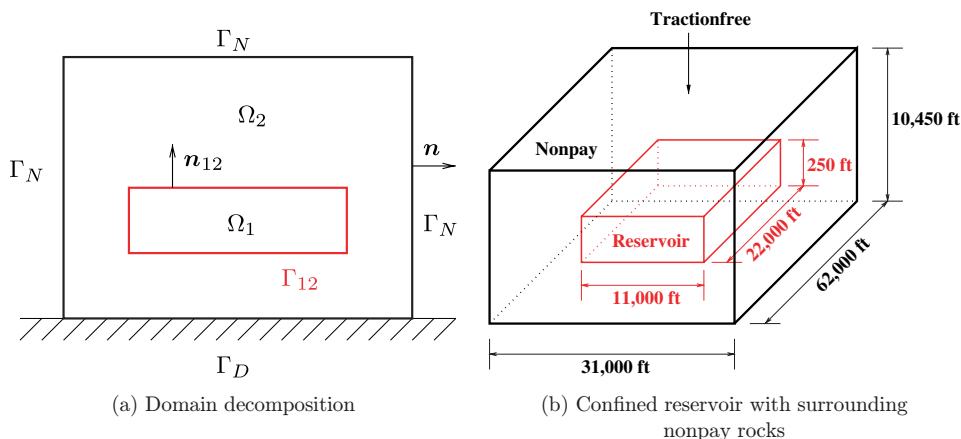 Γ_N
Ω_2
Γ_N
n_12
n
Ω_1
Γ_N
Γ_12
Γ_D
(a) Domain decomposition
Tractionfree
10,450 ft
Nonpay
250 ft
Reservoir
22,000 ft
62,000 ft
11,000 ft
31,000 ft
(b) Confined reservoir with surrounding
nonpay rocks